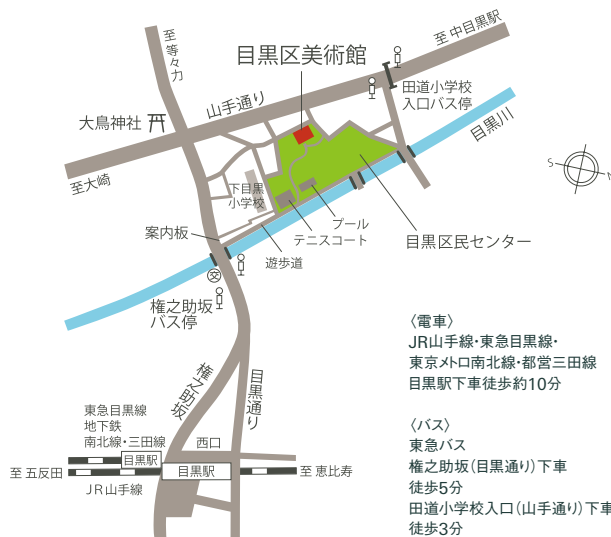 至等々力
目黒区美術館
至中目黒駅
山手通り
田道小学校
入口バス停
大鳥神社
目黒川
至大崎
S
N
下目黒
小学校
プール
テニスコート
案内板
遊歩道
目黒区民センター
交
権之助坂
バス停
権之助坂
目黒通り
東急目黒線
地下鉄
南北線・三田線
西口
目黒駅
目黒駅
至 五反田
至 恵比寿
JR山手線
〈電車〉
JR山手線・東急目黒線・
東京メトロ南北線・都営三田線
目黒駅下車徒歩約10分
〈バス〉
東急バス
権之助坂(目黒通り)下車
徒歩5分
田道小学校入口(山手通り)下車
徒歩3分